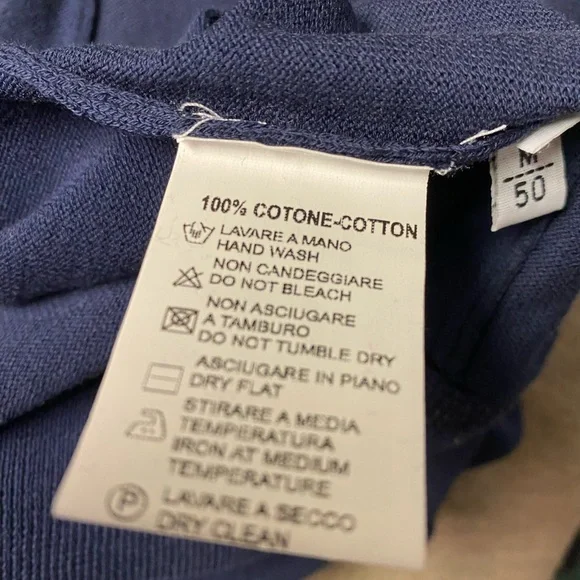 100% COTONE-COTTON
LAVARE A MANO
HAND WASH
NON CANDEGGIARE
DO NOT BLEACH
NON ASCIUGARE
A TAMBURO
DO NOT TUMBLE DRY
ASCIUGARE IN PIANO
DRY FLAT
STIRARE A MEDIA
TEMPERATURA
IRON AT MEDIUM
TEMPERATURE
P
LAVARE A SECCO
DRY CLEAN
M
50